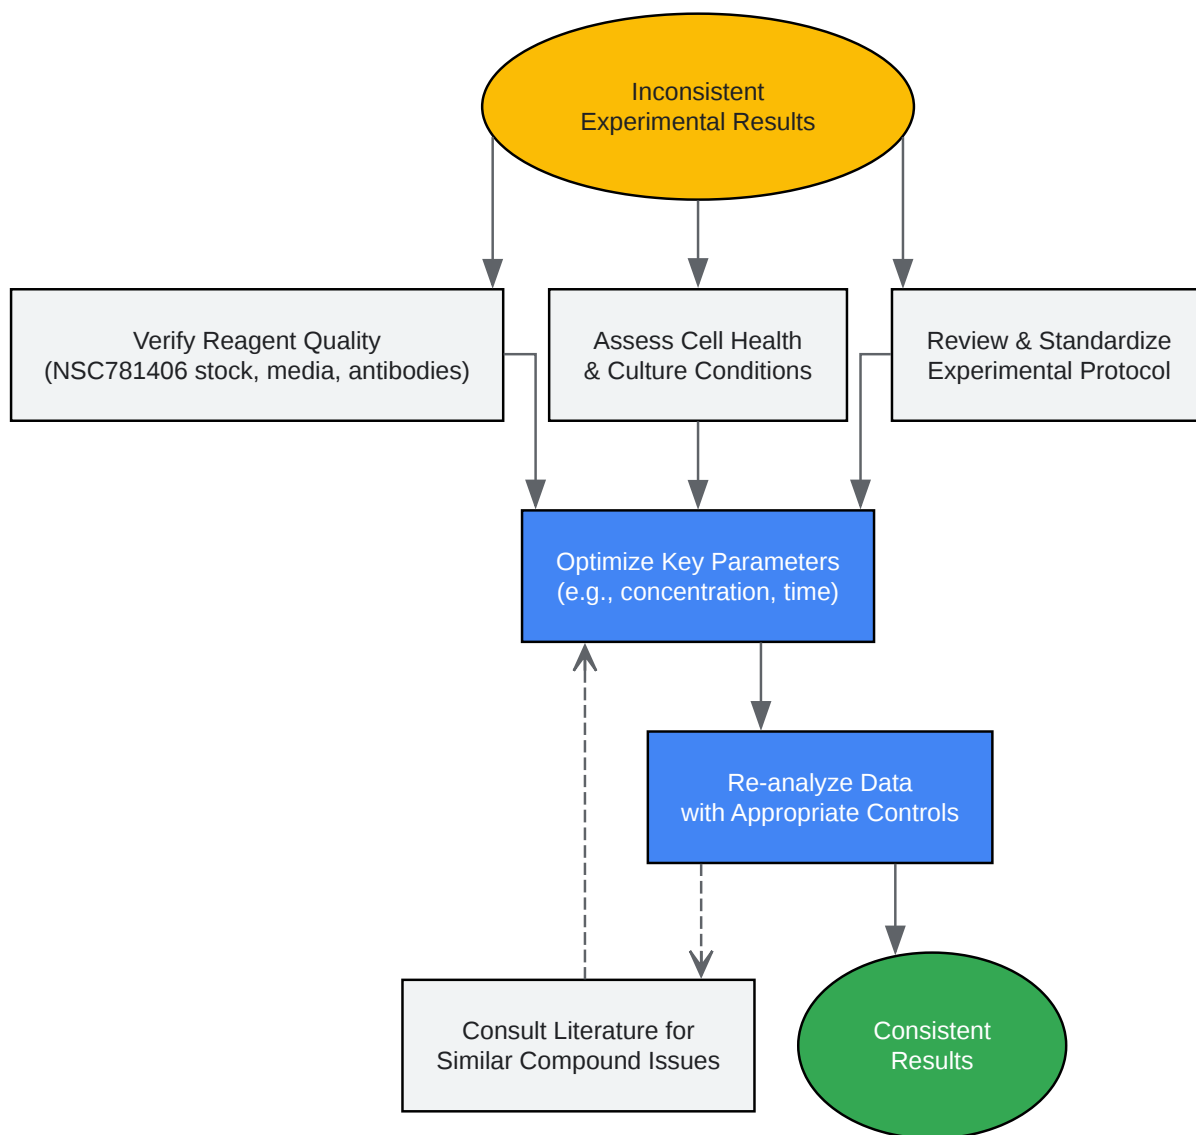 Inconsistent
Experimental Results
Verify Reagent Quality
(NSC781406 stock, media, antibodies)
Assess Cell Health
& Culture Conditions
Review & Standardize
Experimental Protocol
Optimize Key Parameters
(e.g., concentration, time)
Re-analyze Data
with Appropriate Controls
Consult Literature for
Similar Compound Issues
Consistent
Results